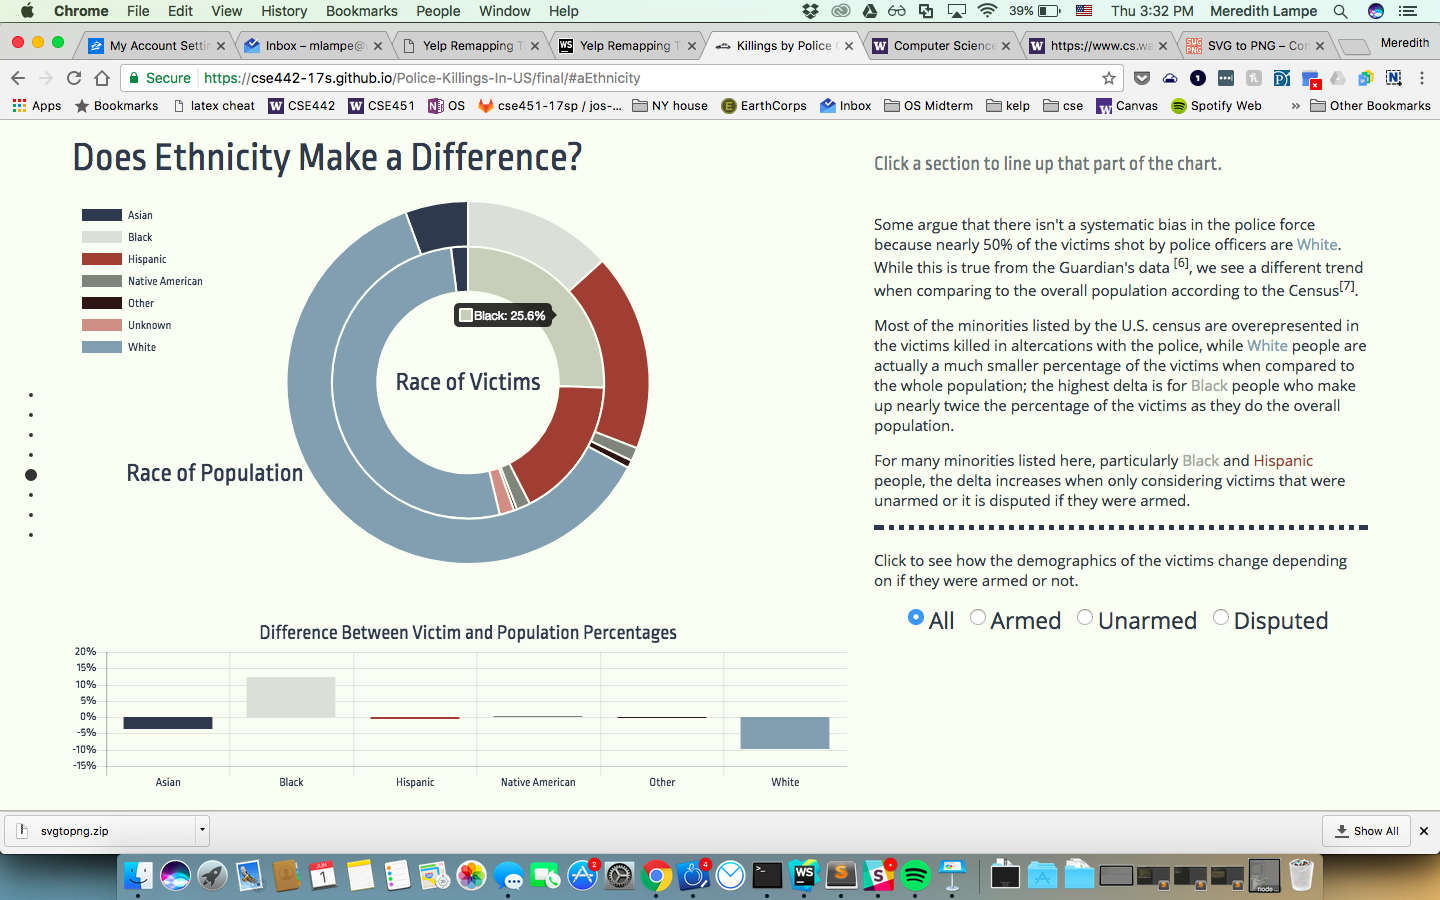 Chrome File Edit View History Bookmarks People Window Help 39% Thu 3:32 PM Meredith Lampe
My Account Settin Inbox – mlampe@ Yelp Remapping T Yelp Remapping T Killings by Police Computer Science https://www.cs.wa SVG to PNG – Con Meredith
Secure https://cse442-17s.github.io/Police-Killings-In-US/final/#aEthnicity
Apps Bookmarks latex cheat CSE442 CSE451 OS cse451-17sp / jos-... NY house EarthCorps Inbox OS Midterm kelp cse Canvas Spotify Web » Other Bookmarks
Does Ethnicity Make a Difference?
Asian
Black
Hispanic
Native American
Other
Unknown
White
Black: 25.6%
Race of Victims
Race of Population
Click a section to line up that part of the chart.
Some argue that there isn't a systematic bias in the police force
because nearly 50% of the victims shot by police officers are White.
While this is true from the Guardian's data [6], we see a different trend
when comparing to the overall population according to the Census[7].
Most of the minorities listed by the U.S. census are overepresented in
the victims killed in altercations with the police, while White people are
actually a much smaller percentage of the victims when compared to
the whole population; the highest delta is for Black people who make
up nearly twice the percentage of the victims as they do the overall
population.
For many minorities listed here, particularly Black and Hispanic
people, the delta increases when only considering victims that were
unarmed or it is disputed if they were armed.
Click to see how the demographics of the victims change depending
on if they were armed or not.
All Armed Unarmed Disputed
Difference Between Victim and Population Percentages
20%
15%
10%
5%
0%
-5%
-10%
-15%
Asian Black Hispanic Native American Other White
svgtopng.zip Show All
JUN
1
2
4
WS
S
node